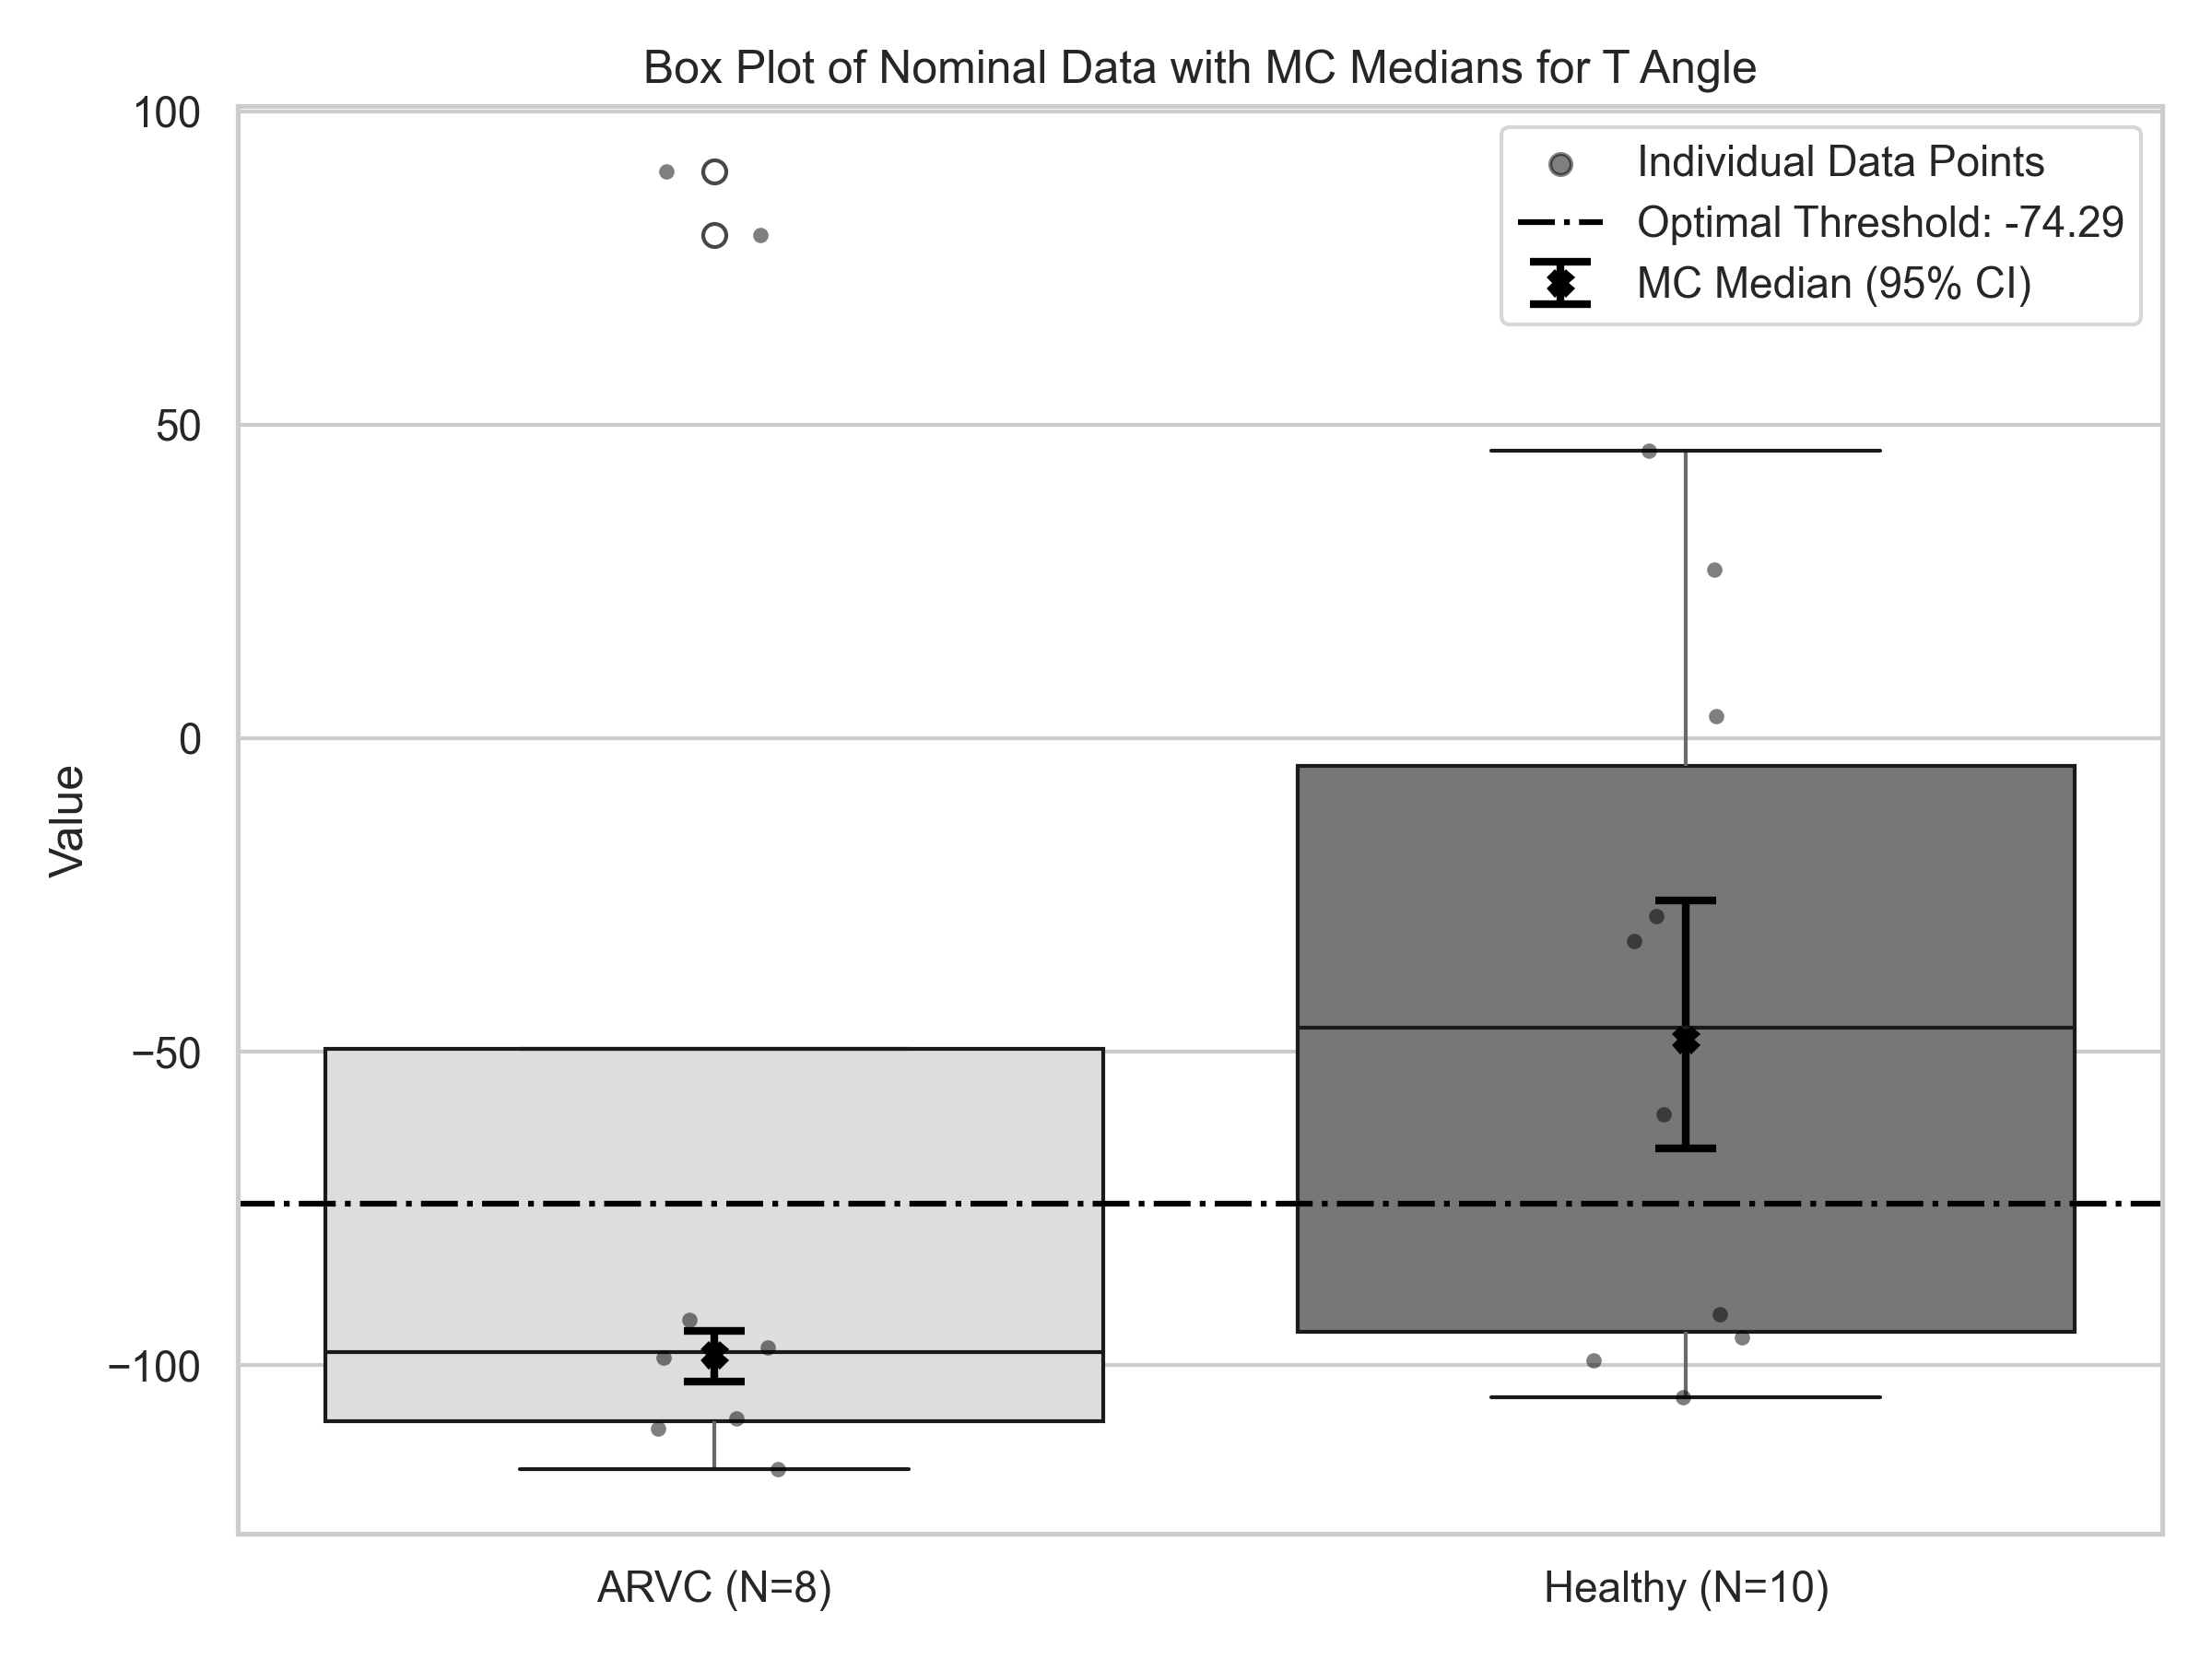 Box Plot of Nominal Data with MC Medians for T Angle
100
50
0
−50
−100
Value
Individual Data Points
Optimal Threshold: -74.29
MC Median (95% CI)
ARVC (N=8)
Healthy (N=10)